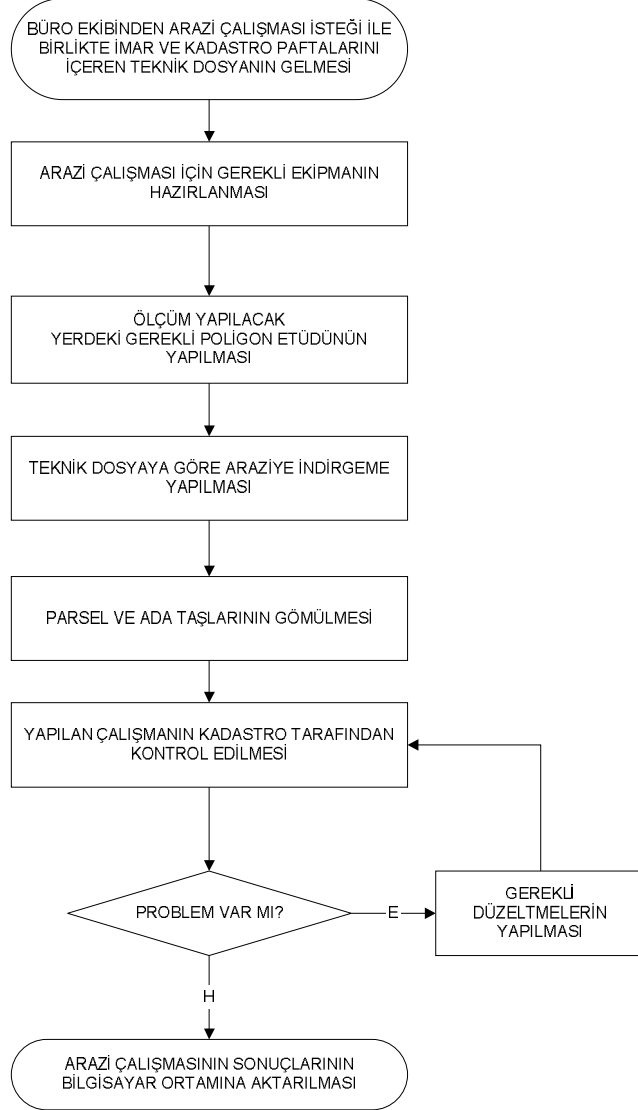 BÜRO EKİBİNDEN ARAZİ ÇALIŞMASI İSTEĞİ İLE
BİRLİKTE İMAR VE KADASTRO PAFTALARINI
İÇEREN TEKNİK DOSYANIN GELMESİ
ARAZİ ÇALIŞMASI İÇİN GEREKLİ EKİPMANIN
HAZIRLANMASI
ÖLÇÜM YAPILACAK
YERDEKİ GEREKLİ POLİGON ETÜDÜNÜN
YAPILMASI
TEKNİK DOSYAYA GÖRE ARAZİYE İNDİRGEME
YAPILMASI
PARSEL VE ADA TAŞLARININ GÖMÜLMESİ
YAPILAN ÇALIŞMANIN KADASTRO TARAFINDAN
KONTROL EDİLMESİ
PROBLEM VAR MI?
E
GEREKLİ
DÜZELTMELERİN
YAPILMASI
H
ARAZİ ÇALIŞMASININ SONUÇLARININ
BİLGİSAYAR ORTAMINA AKTARILMASI